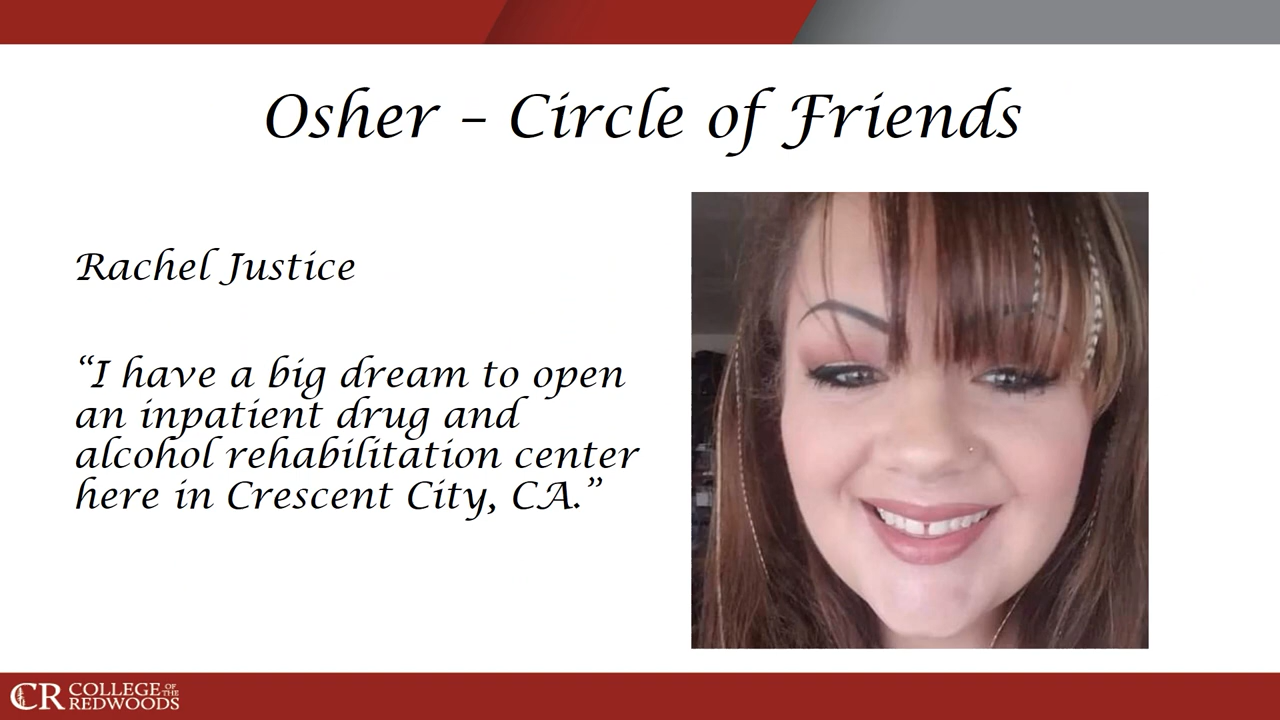 Osher – Circle of Friends
Rachel Justice
“I have a big dream to open
an inpatient drug and
alcohol rehabilitation center
here in Crescent City, CA.”
CR COLLEGE OF THE
REDWOODS